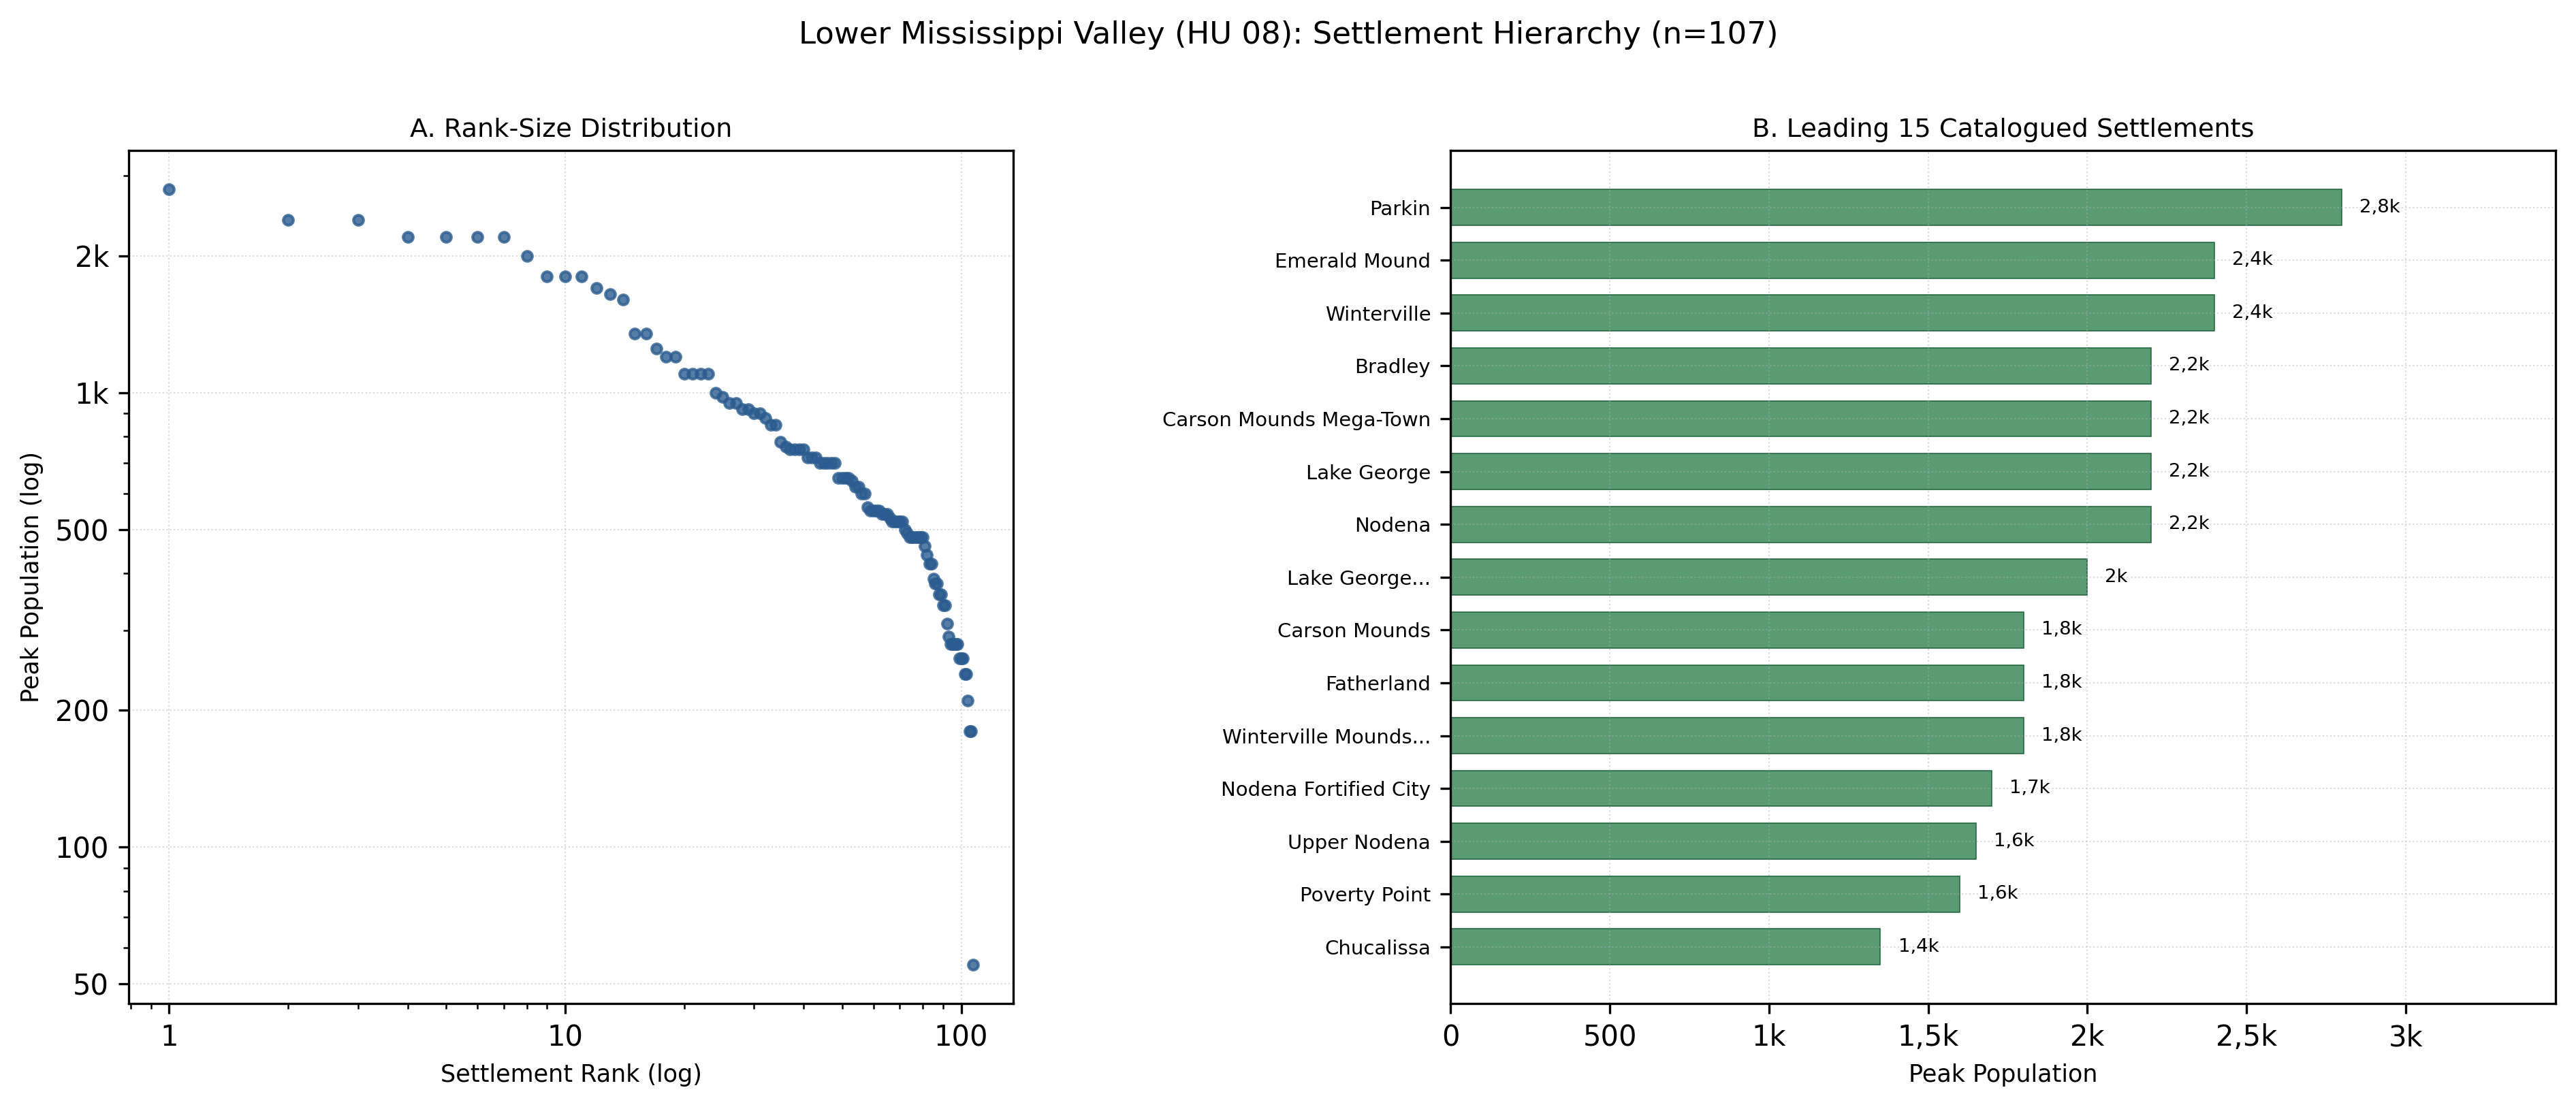 Lower Mississippi Valley (HU 08): Settlement Hierarchy (n=107)
A. Rank-Size Distribution
Peak Population (log)
2k
1k
500
200
100
50
1
10
100
Settlement Rank (log)
B. Leading 15 Catalogued Settlements
Parkin 2,8k
Emerald Mound 2,4k
Winterville 2,4k
Bradley 2,2k
Carson Mounds Mega-Town 2,2k
Lake George 2,2k
Nodena 2,2k
Lake George... 2k
Carson Mounds 1,8k
Fatherland 1,8k
Winterville Mounds... 1,8k
Nodena Fortified City 1,7k
Upper Nodena 1,6k
Poverty Point 1,6k
Chucalissa 1,4k
0 500 1k 1,5k 2k 2,5k 3k
Peak Population